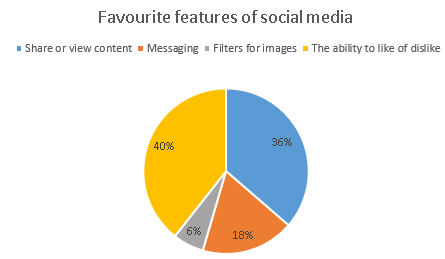 Favourite features of social media
Share or view content Messaging Filters for images The ability to like of dislike
40%
36%
6%
18%